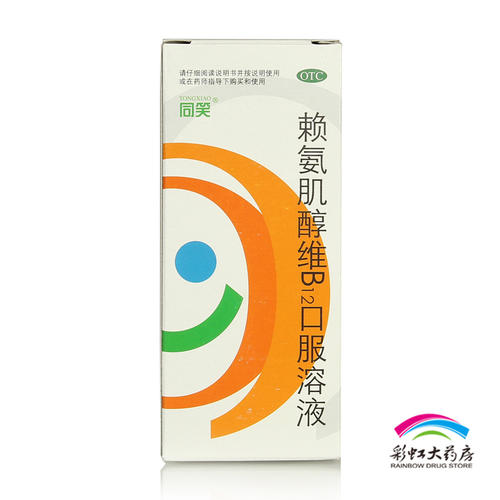 请仔细阅读说明书并按说明使用
或在药师指导下购买和使用
OTC
TONGXIAO
同笑®
赖氨肌醇维B12口服溶液
彩虹大药房
RAINBOW DRUG STORE